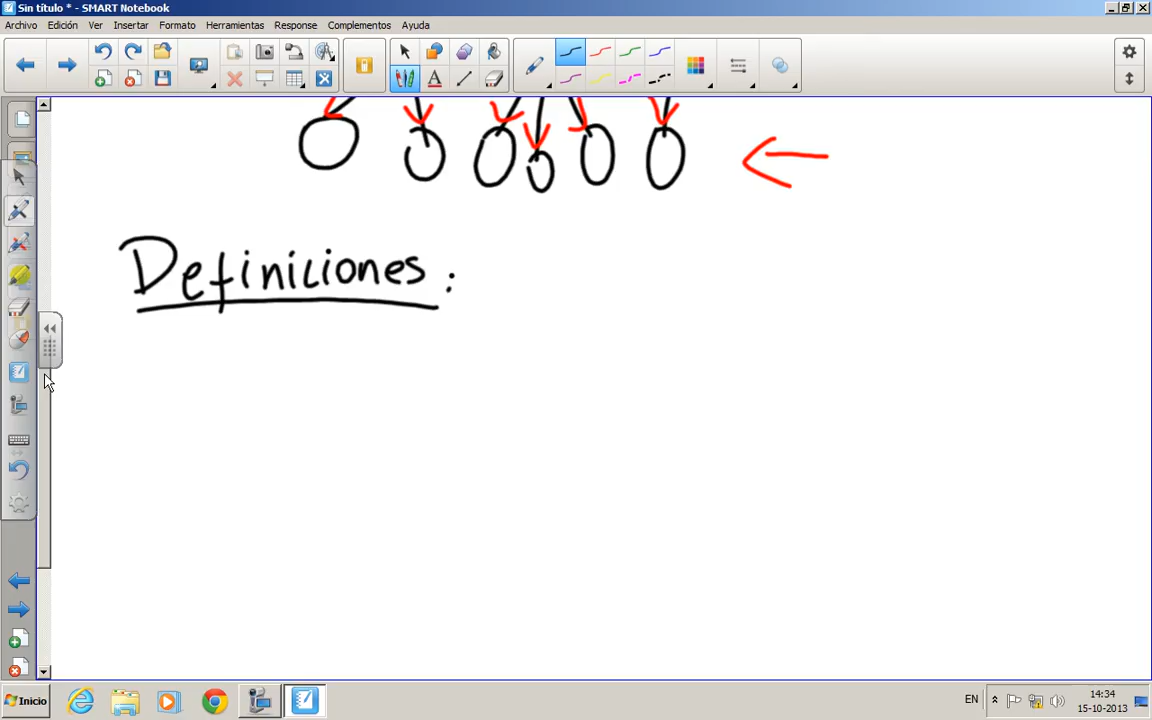 Sin título * - SMART Notebook
Archivo Edición Ver Insertar Formato Herramientas Response Complementos Ayuda
Definiciones:
Inicio
EN
14:34
15-10-2013